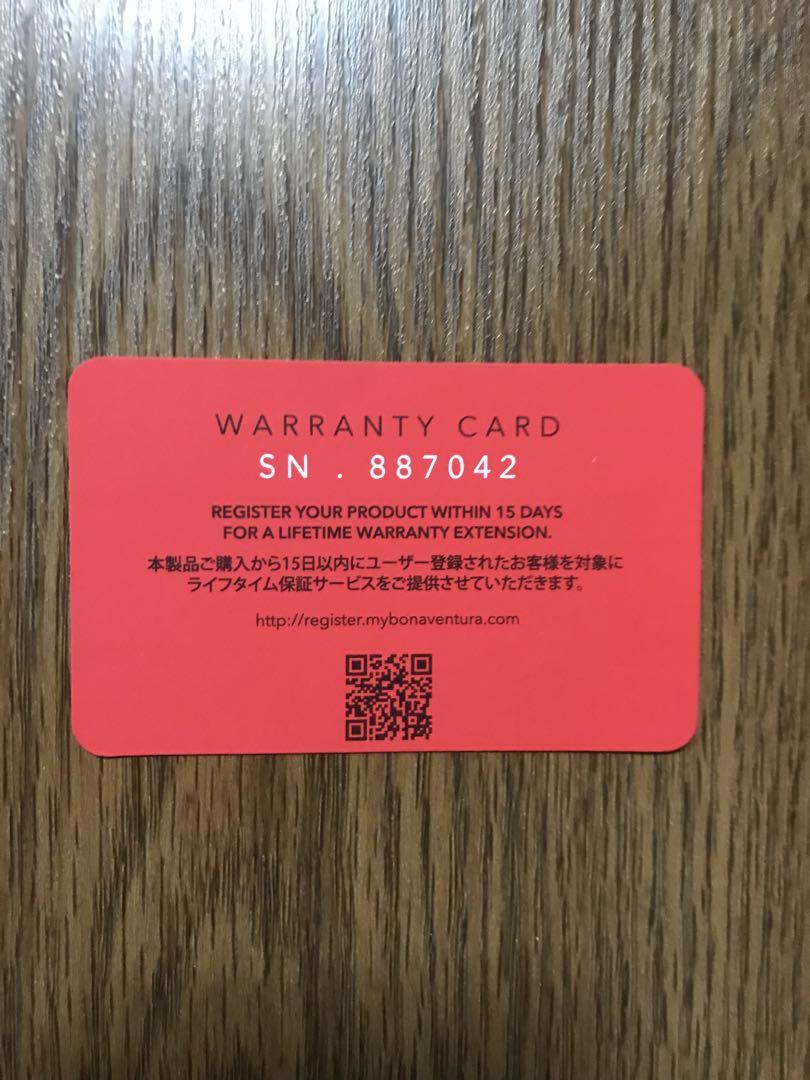 WARRANTY CARD
SN . 887042
REGISTER YOUR PRODUCT WITHIN 15 DAYS
FOR A LIFETIME WARRANTY EXTENSION.
本製品ご購入から15日以内にユーザー登録されたお客様を対象に
ライフタイム保証サービスをご提供させていただきます。
http://register.mybonaventura.com